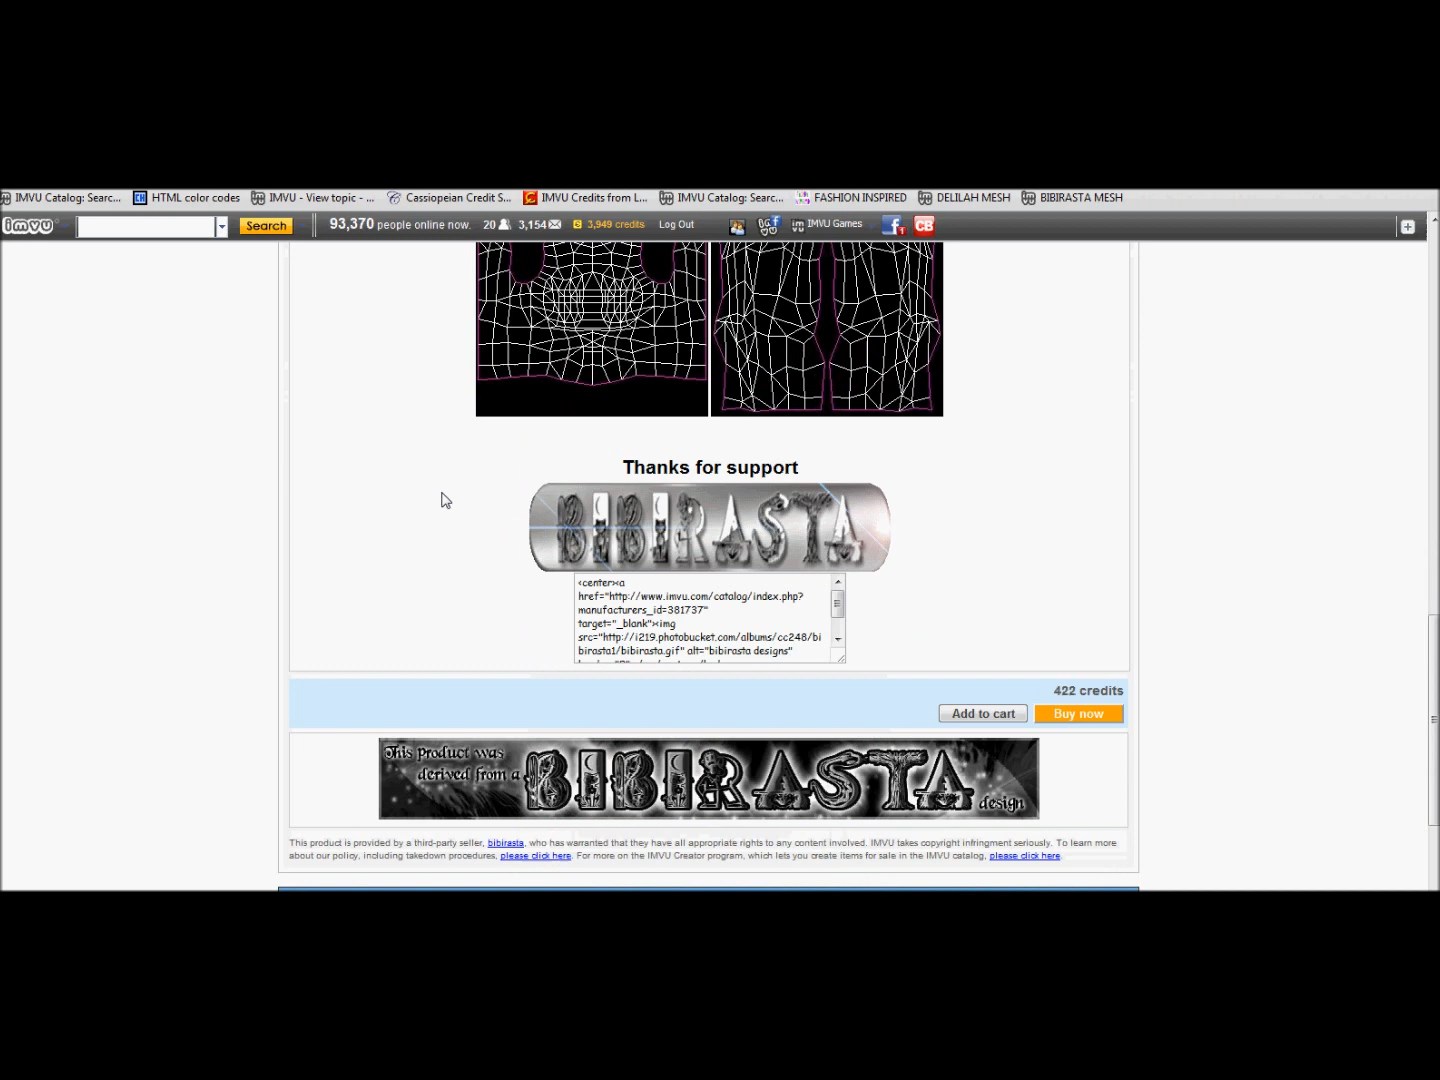 IMVU Catalog: Searc... HTML color codes IMVU - View topic - ... Cassiopeian Credit S... IMVU Credits from L... IMVU Catalog: Searc... FASHION INSPIRED DELILAH MESH BIBIRASTA MESH
imvu Search 93,370 people online now. 20 3,154 3,949 credits Log Out IMVU Games CB
Thanks for support
BIBIRASTA
<center><a
href="http://www.imvu.com/catalog/index.php?
manufacturers_id=381737"
target="_blank"><img
src="http://i219.photobucket.com/albums/cc248/bi
birasta1/bibirasta.gif" alt="bibirasta designs"
422 credits
Add to cart Buy now
This product was
derived from a BIBIRASTA design
This product is provided by a third-party seller, bibirasta, who has warranted that they have all appropriate rights to any content involved. IMVU takes copyright infringment seriously. To learn more
about our policy, including takedown procedures, please click here. For more on the IMVU Creator program, which lets you create items for sale in the IMVU catalog, please click here.